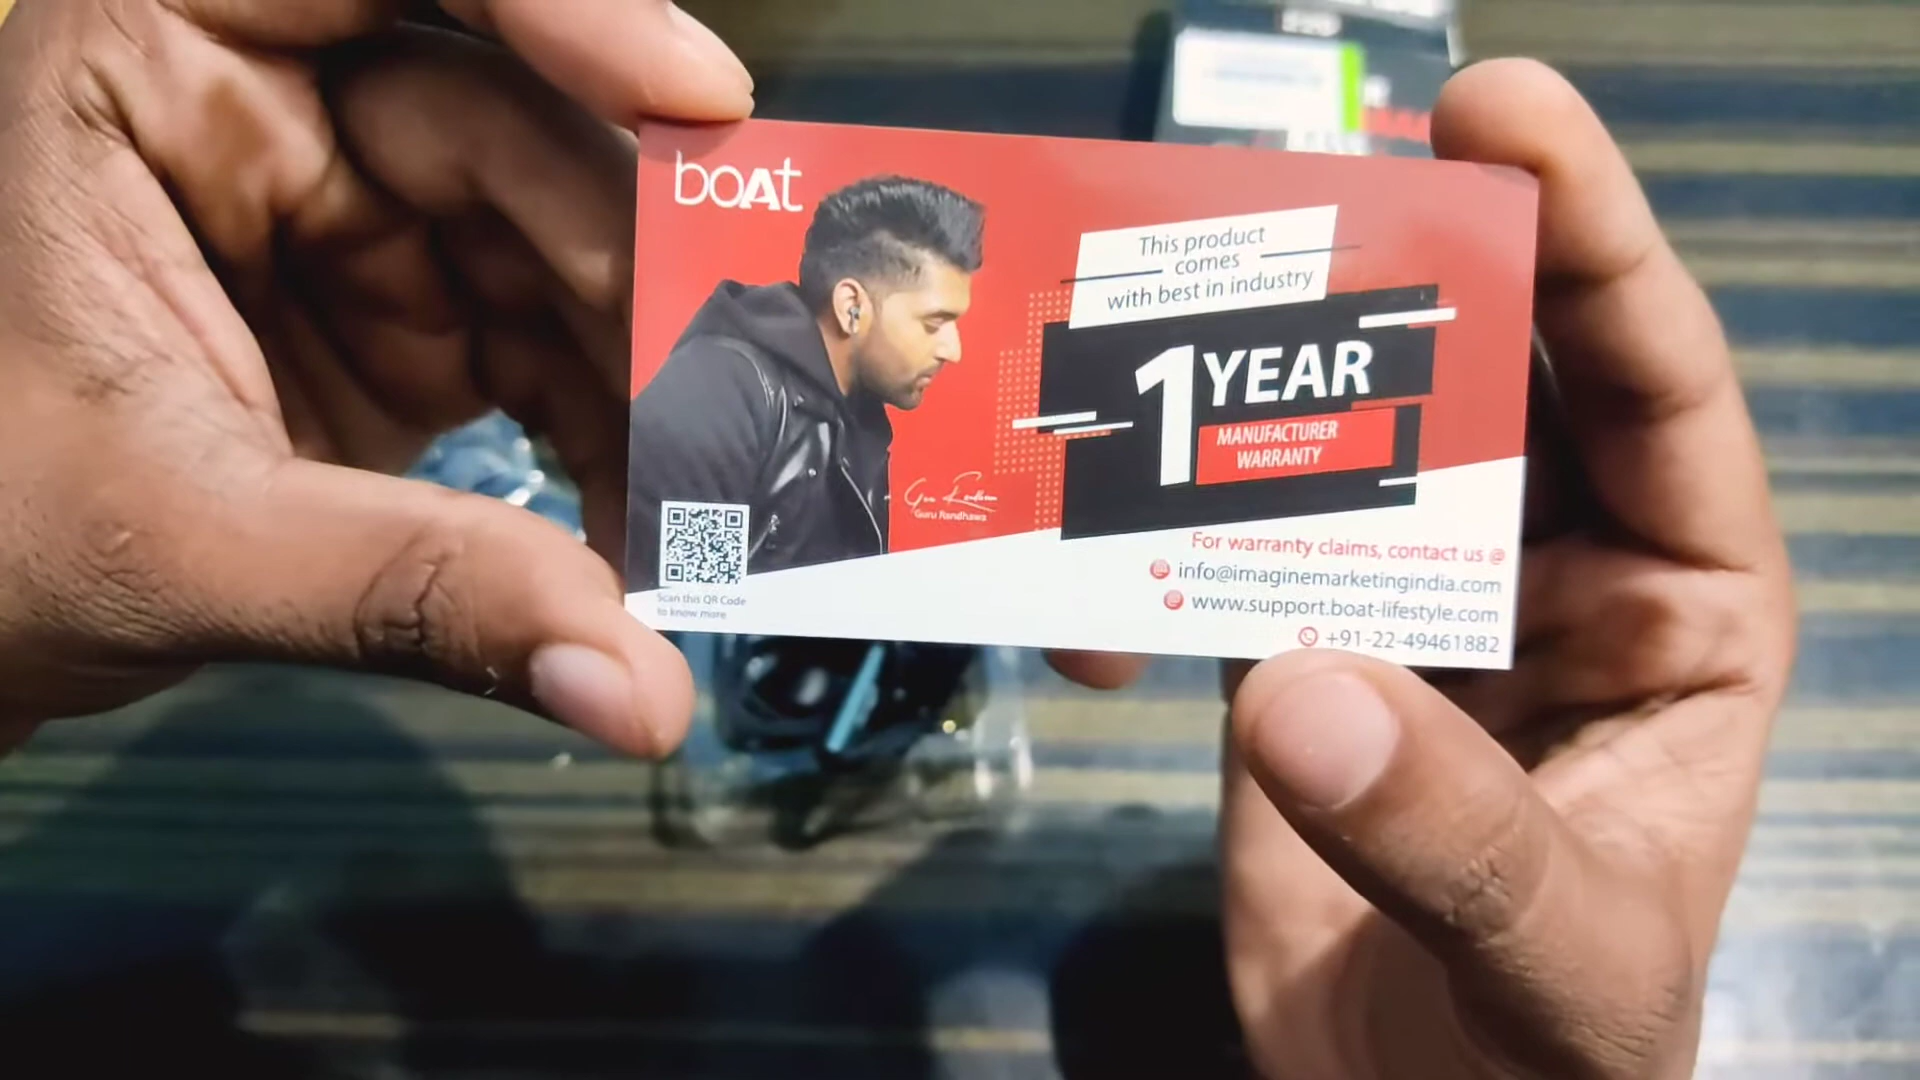 boAt
This product
comes
with best in industry
1 YEAR
MANUFACTURER
WARRANTY
Guru Randhawa
For warranty claims, contact us @
info@imaginemarketingindia.com
www.support.boat-lifestyle.com
+91-22-49461882
Scan this QR Code
to know more